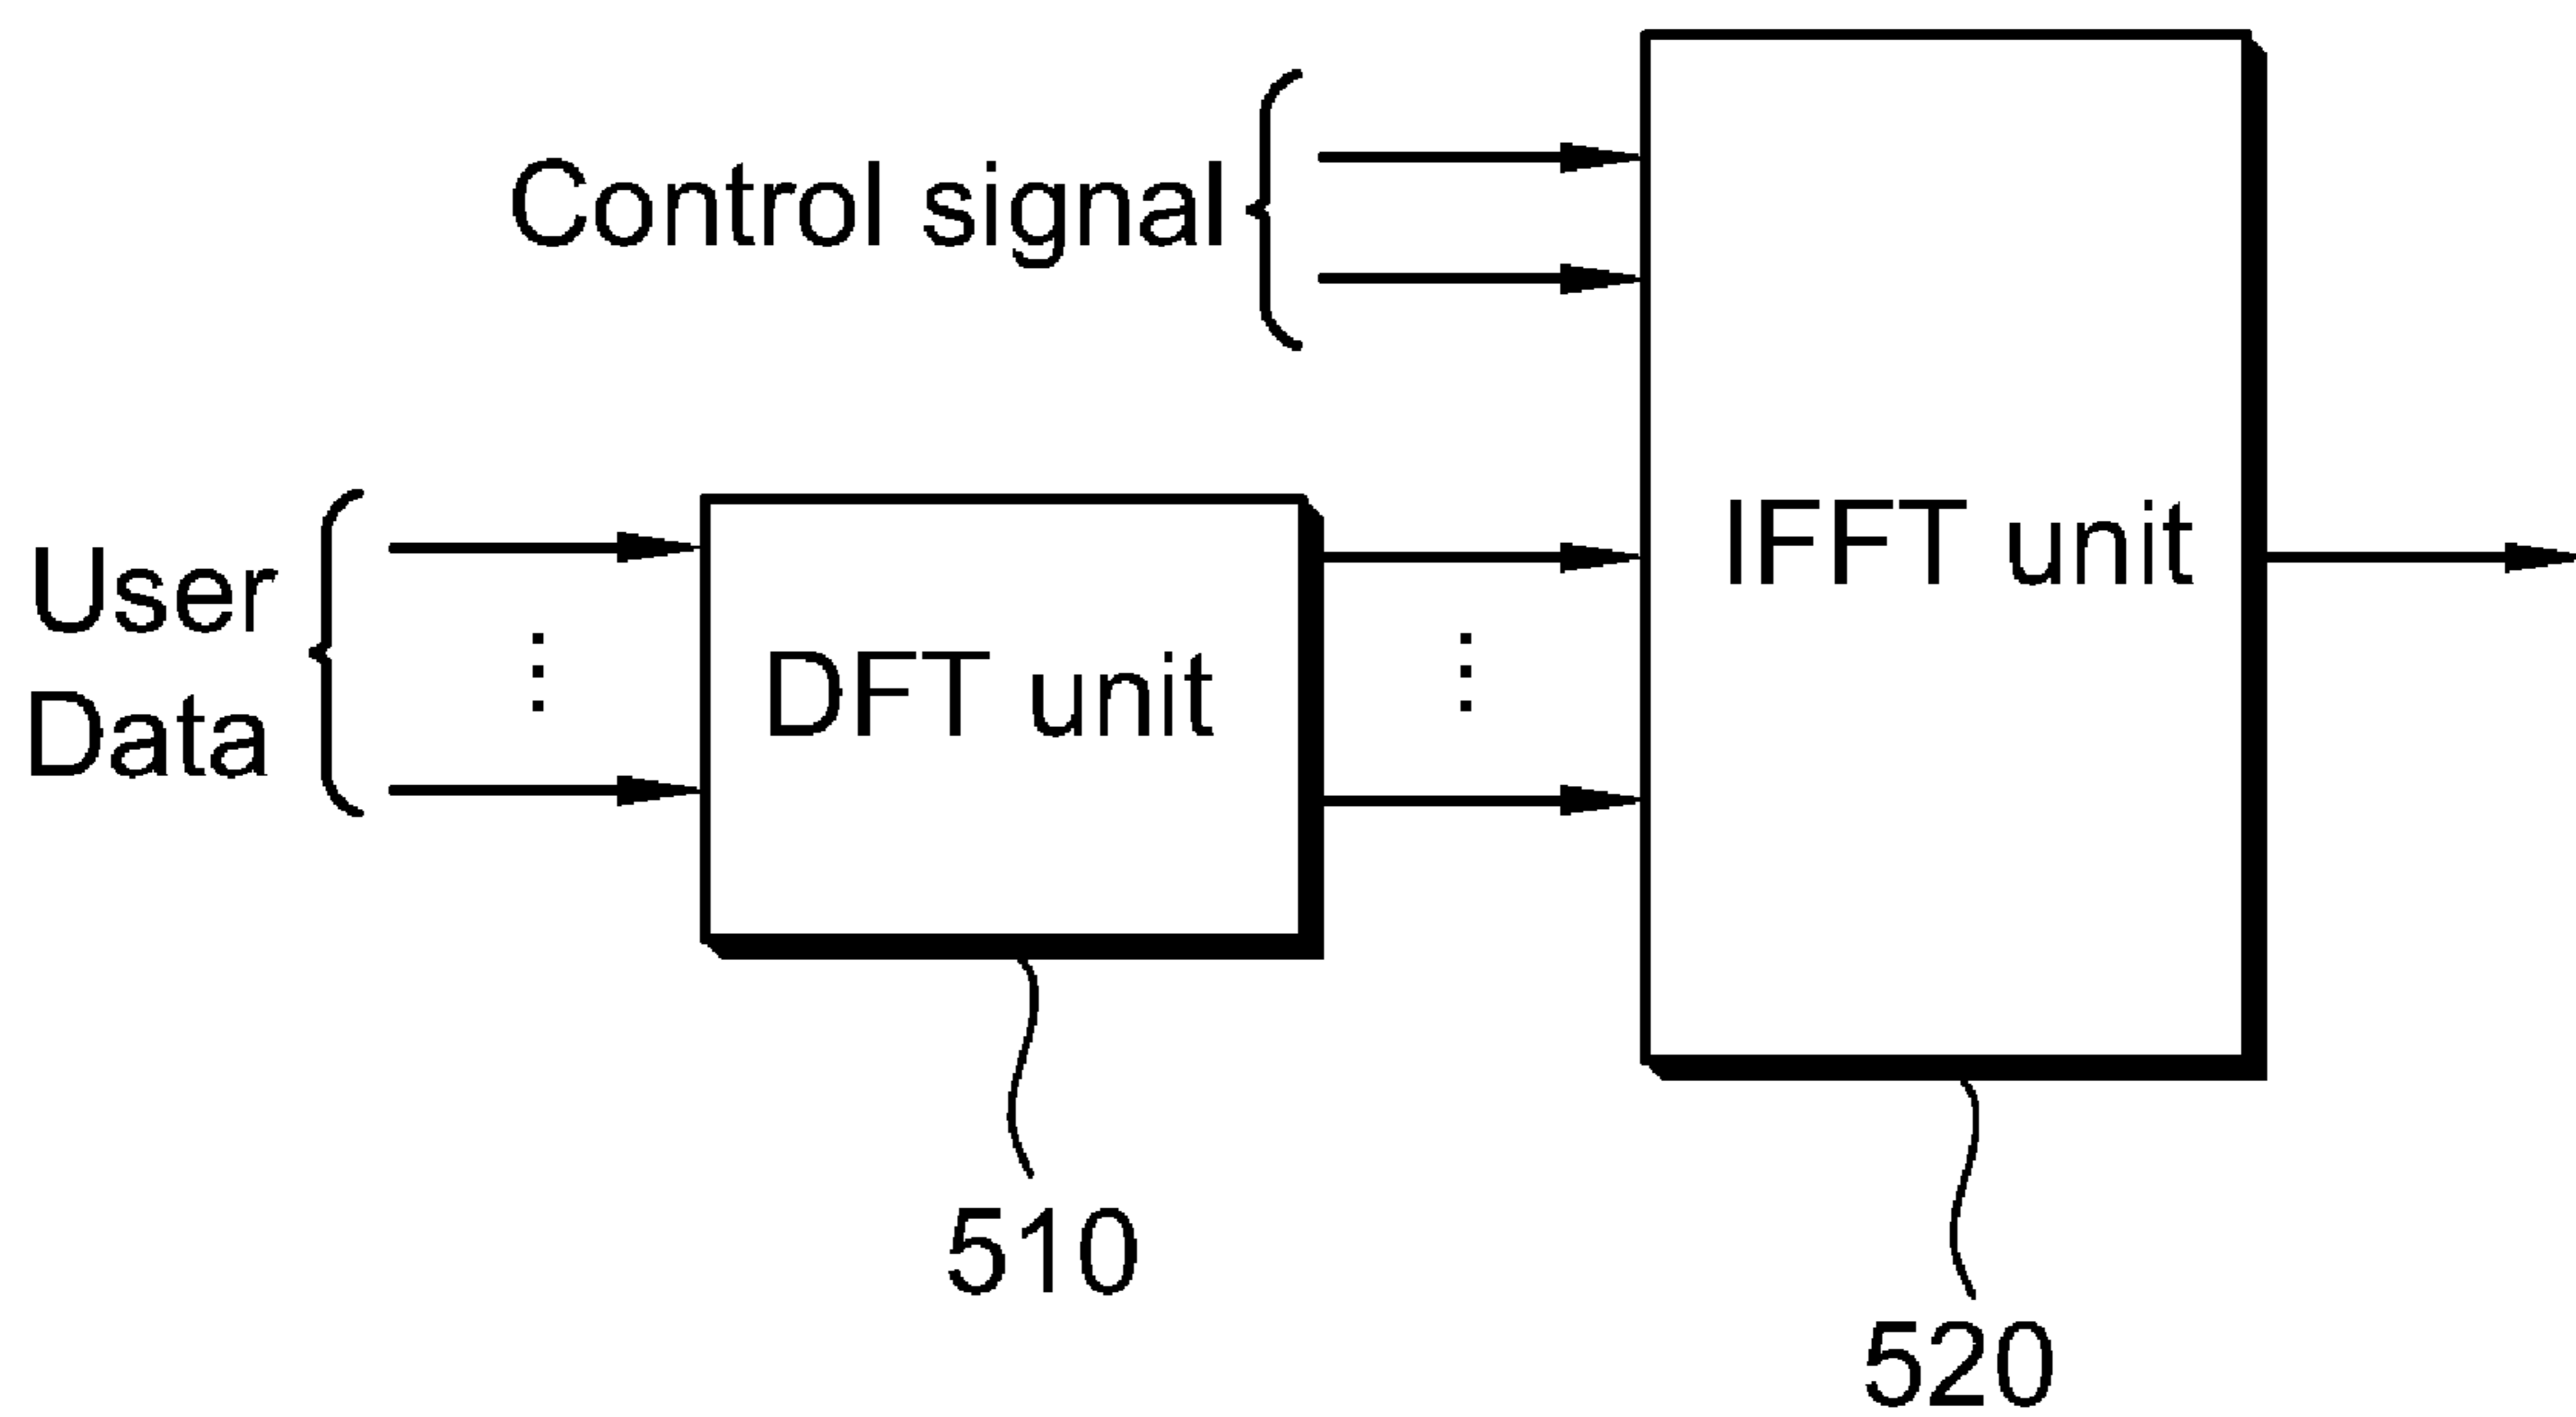 Control signal
User
Data
DFT unit
IFFT unit
510
520